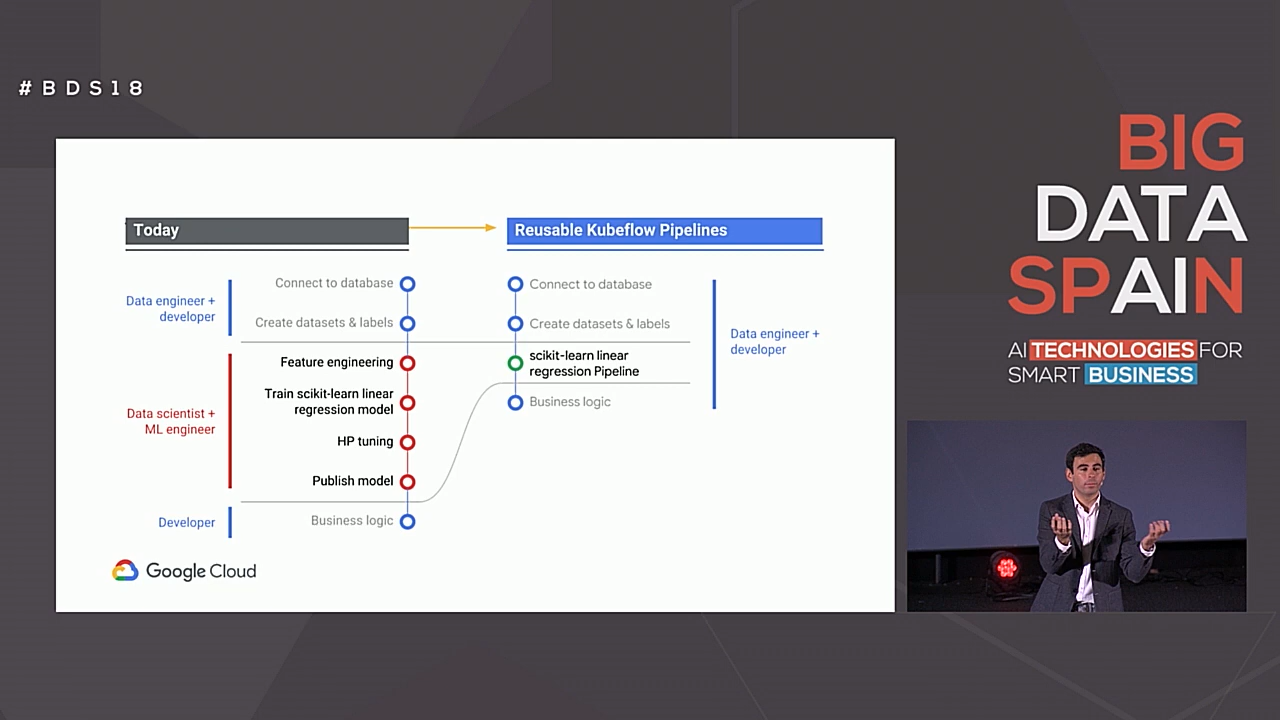 #BDS18
BIG
DATA
SPAIN
AI TECHNOLOGIES FOR
SMART BUSINESS
Today
Reusable Kubeflow Pipelines
Data engineer +
developer
Connect to database
Create datasets & labels
Data scientist +
ML engineer
Feature engineering
Train scikit-learn linear
regression model
HP tuning
Publish model
Developer
Business logic
Connect to database
Create datasets & labels
scikit-learn linear
regression Pipeline
Business logic
Data engineer +
developer
Google Cloud